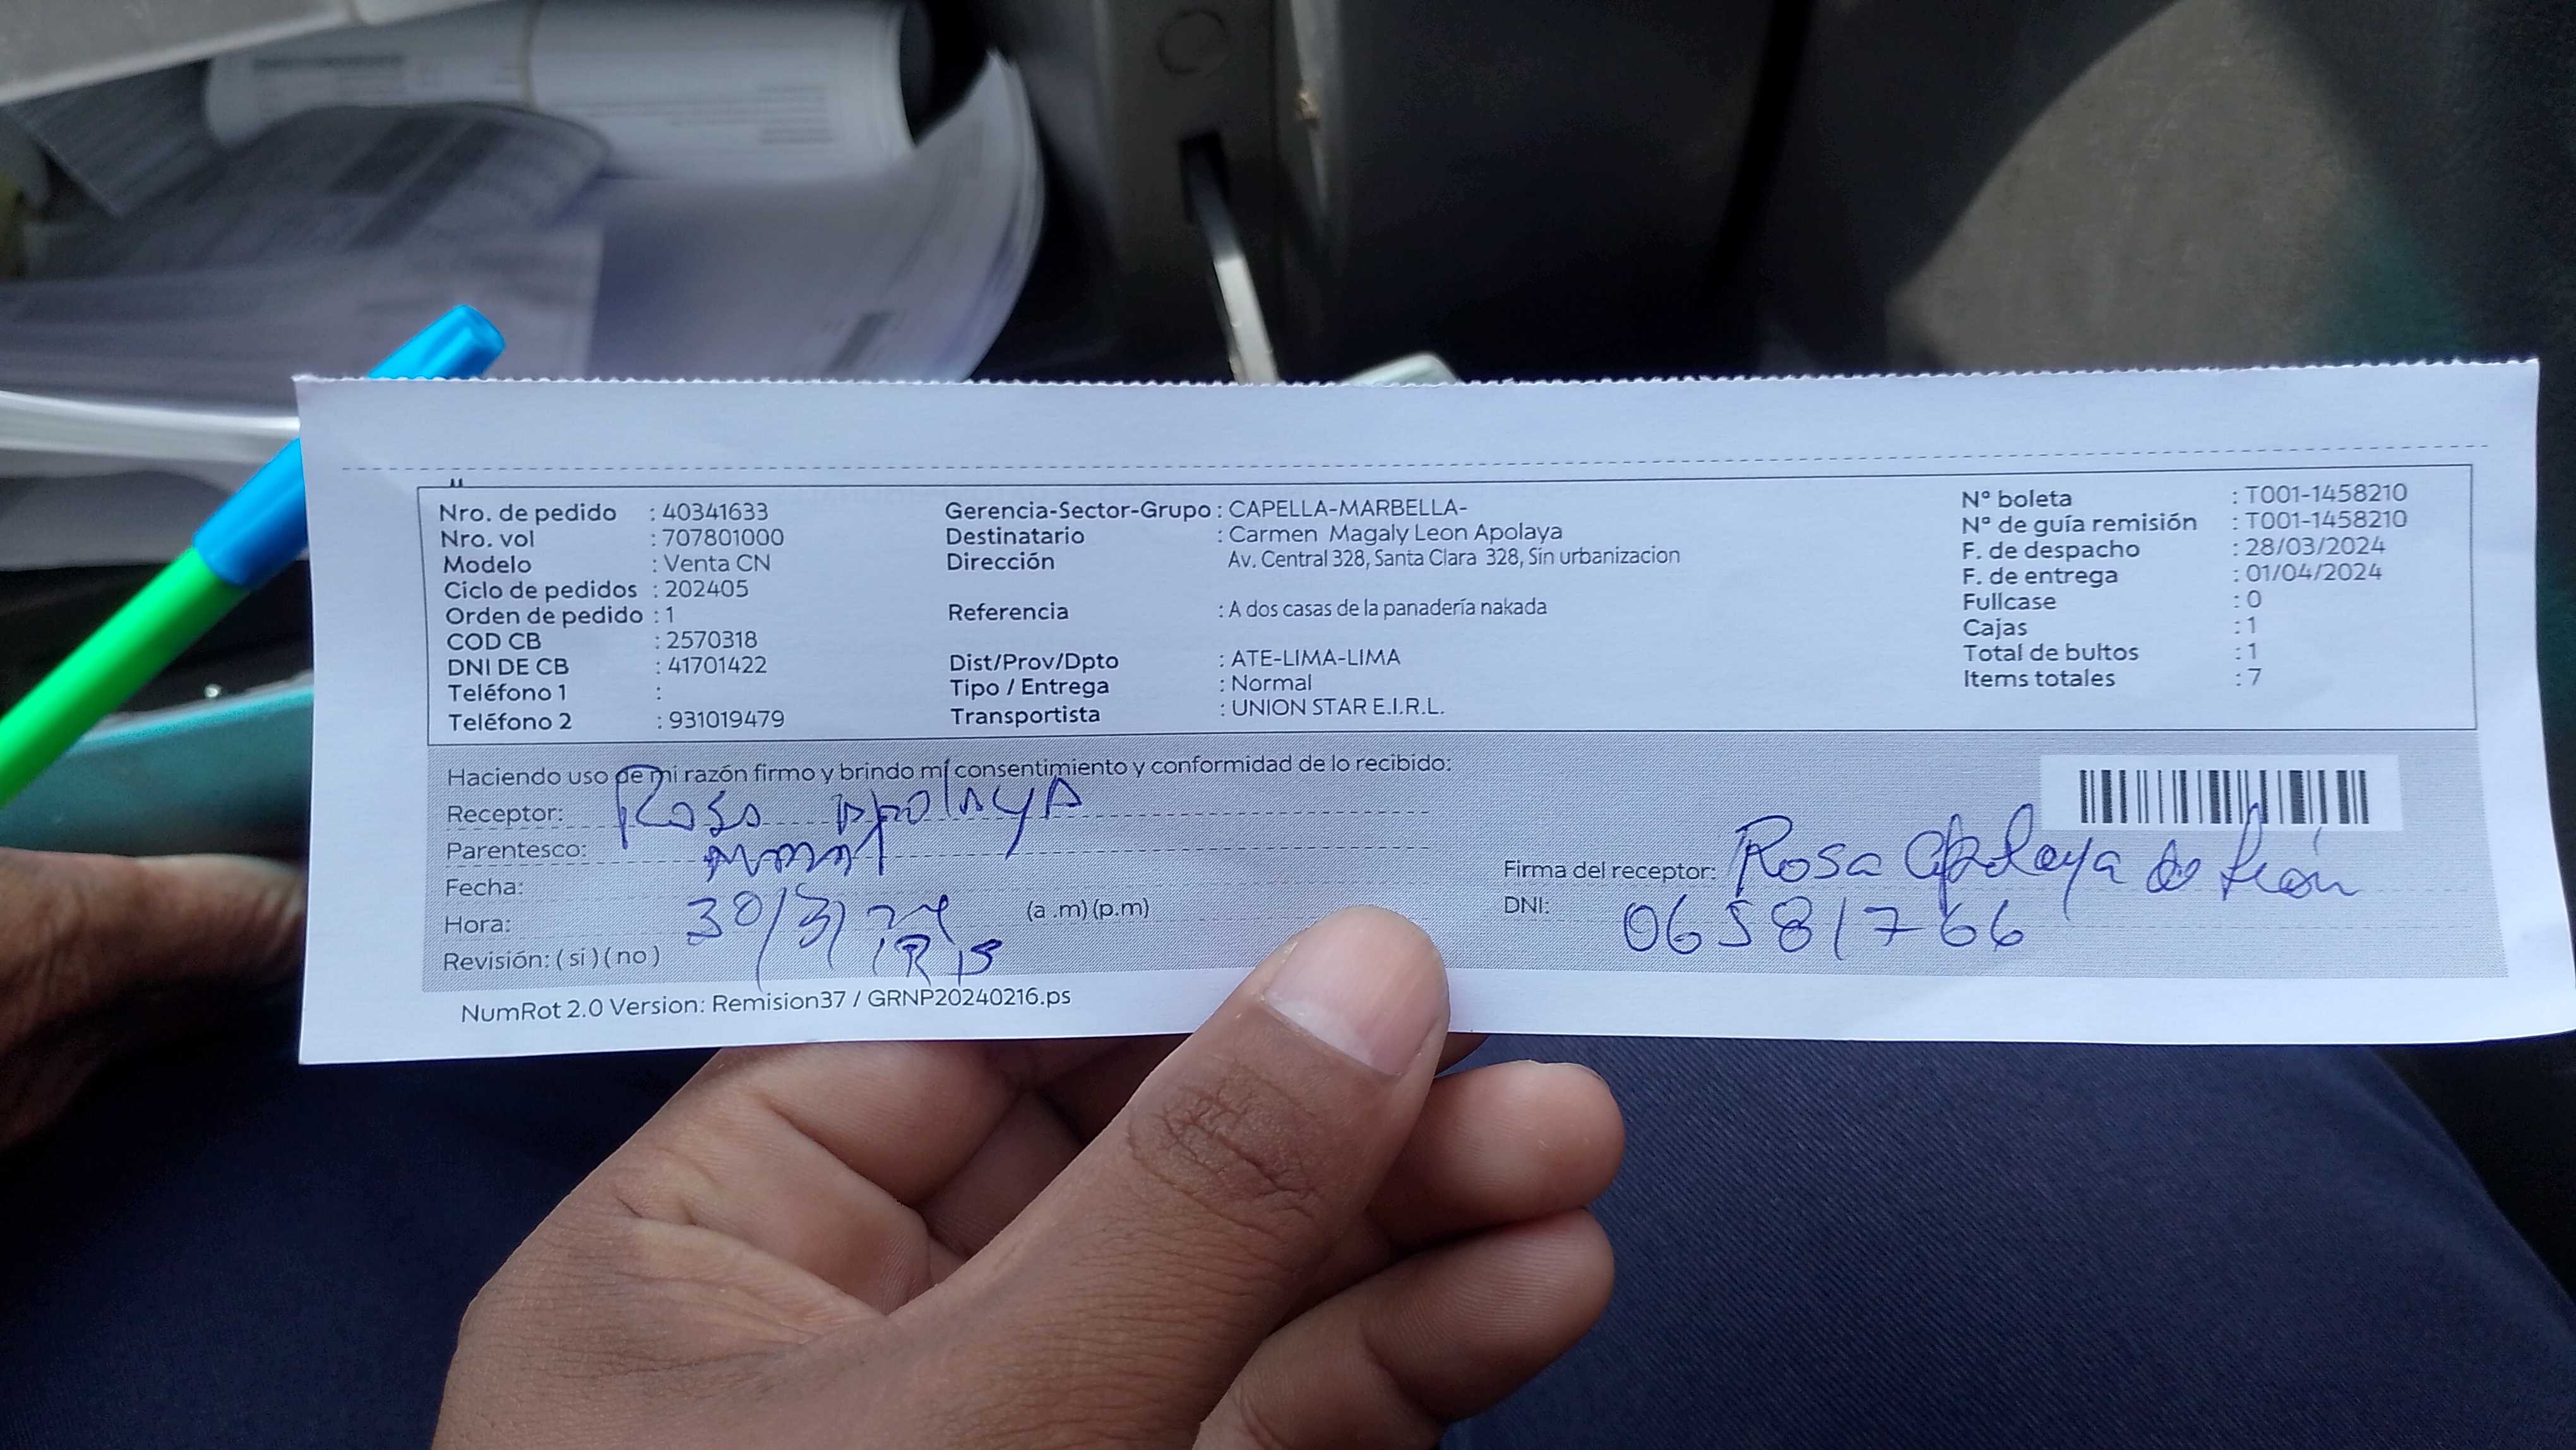 Nro. de pedido : 40341633
Nro. vol : 707801000
Modelo : Venta CN
Ciclo de pedidos : 202405
Orden de pedido : 1
COD CB : 2570318
DNI DE CB : 41701422
Teléfono 1 :
Teléfono 2 : 931019479
Gerencia-Sector-Grupo : CAPELLA-MARBELLA-
Destinatario : Carmen Magaly Leon Apolaya
Dirección Av. Central 328, Santa Clara 328, Sin urbanizacion
Referencia : A dos casas de la panadería nakada
Dist/Prov/Dpto : ATE-LIMA-LIMA
Tipo / Entrega : Normal
Transportista : UNION STAR E.I.R.L.
N° boleta : T001-1458210
N° de guía remisión : T001-1458210
F. de despacho : 28/03/2024
F. de entrega : 01/04/2024
Fullcase : 0
Cajas : 1
Total de bultos : 1
Items totales : 7
Haciendo uso de mi razón firmo y brindo mi consentimiento y conformidad de lo recibido:
Receptor: Rosa Apolaya
Parentesco:
Fecha: 30/3/24
Hora: (a .m) (p.m)
Revisión: ( si ) ( no )
Firma del receptor: Rosa Apolaya de León
DNI: 06581766
NumRot 2.0 Version: Remision37 / GRNP20240216.ps